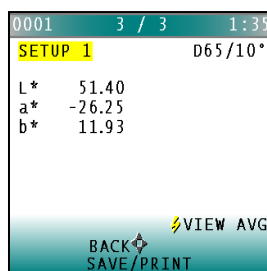 0001 3 / 3 1:35
SETUP 1 D65/10°
L* 51.40
a* -26.25
b* 11.93
VIEW AVG
BACK
SAVE/PRINT